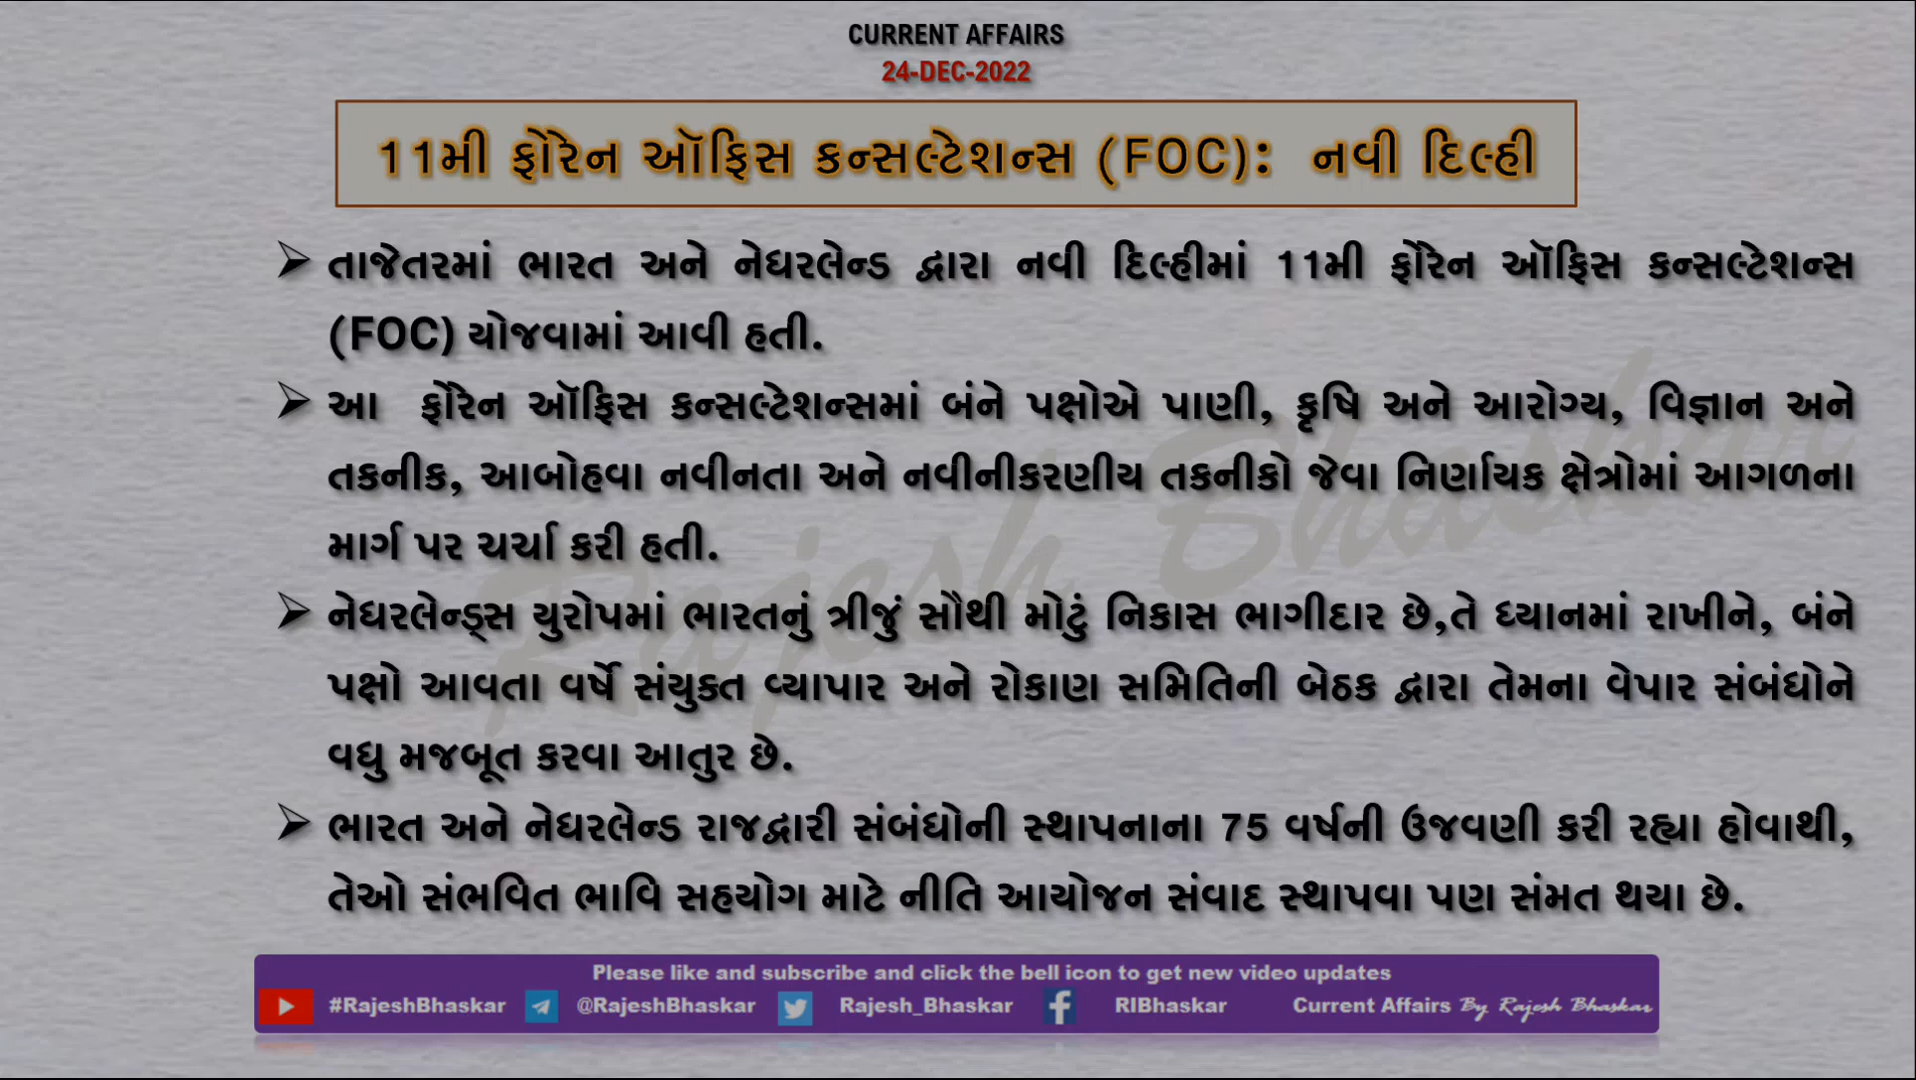 CURRENT AFFAIRS
24-DEC-2022
11મી ફોરેન ઑફિસ કન્સલ્ટેશન્સ (FOC): નવી દિલ્હી
➢ તાજેતરમાં ભારત અને નેધરલેન્ડ દ્વારા નવી દિલ્હીમાં 11મી ફોરેન ઑફિસ કન્સલ્ટેશન્સ
(FOC) યોજવામાં આવી હતી.
➢ આ ફોરેન ઑફિસ કન્સલ્ટેશન્સમાં બંને પક્ષોએ પાણી, કૃષિ અને આરોગ્ય, વિજ્ઞાન અને
તકનીક, આબોહવા નવીનતા અને નવીનીકરણીય તકનીકો જેવા નિર્ણાયક ક્ષેત્રોમાં આગળના
માર્ગ પર ચર્ચા કરી હતી.
➢ નેધરલેન્ડ્સ યુરોપમાં ભારતનું ત્રીજું સૌથી મોટું નિકાસ ભાગીદાર છે,તે ધ્યાનમાં રાખીને, બંને
પક્ષો આવતા વર્ષે સંયુક્ત વ્યાપાર અને રોકાણ સમિતિની બેઠક દ્વારા તેમના વેપાર સંબંધોને
વધુ મજબૂત કરવા આતુર છે.
➢ ભારત અને નેધરલેન્ડ રાજદ્વારી સંબંધોની સ્થાપનાના 75 વર્ષની ઉજવણી કરી રહ્યા હોવાથી,
તેઓ સંભવિત ભાવિ સહયોગ માટે નીતિ આયોજન સંવાદ સ્થાપવા પણ સંમત થયા છે.
Rajesh Bhaskar
Please like and subscribe and click the bell icon to get new video updates
#RajeshBhaskar @RajeshBhaskar Rajesh_Bhaskar RIBhaskar Current Affairs By Rajesh Bhaskar